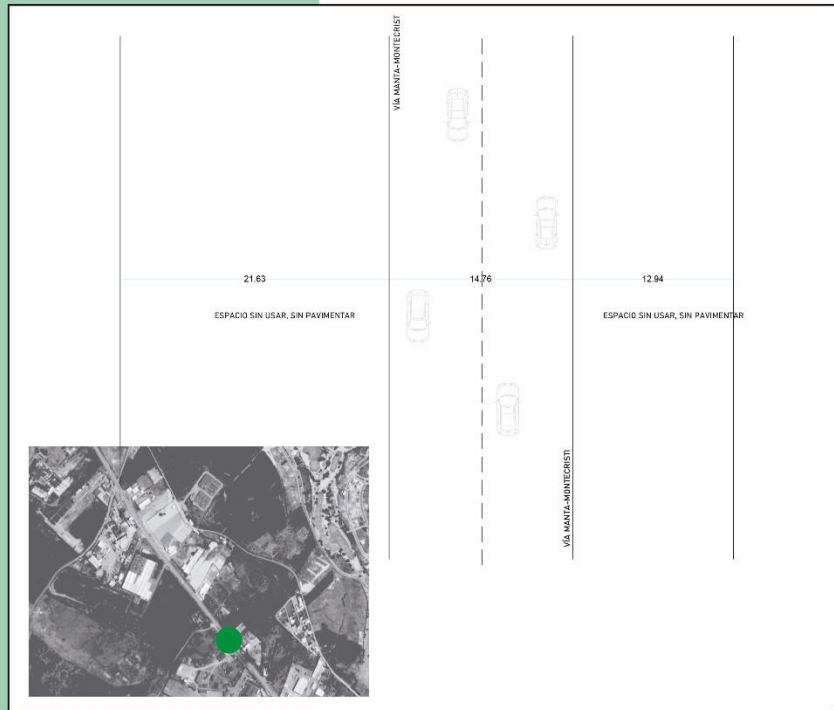 VÍA MANTA-MONTECRIST
21.63
14.76
12.94
ESPACIO SIN USAR, SIN PAVIMENTAR
ESPACIO SIN USAR, SIN PAVIMENTAR
VÍA MANTA-MONTECRISTI